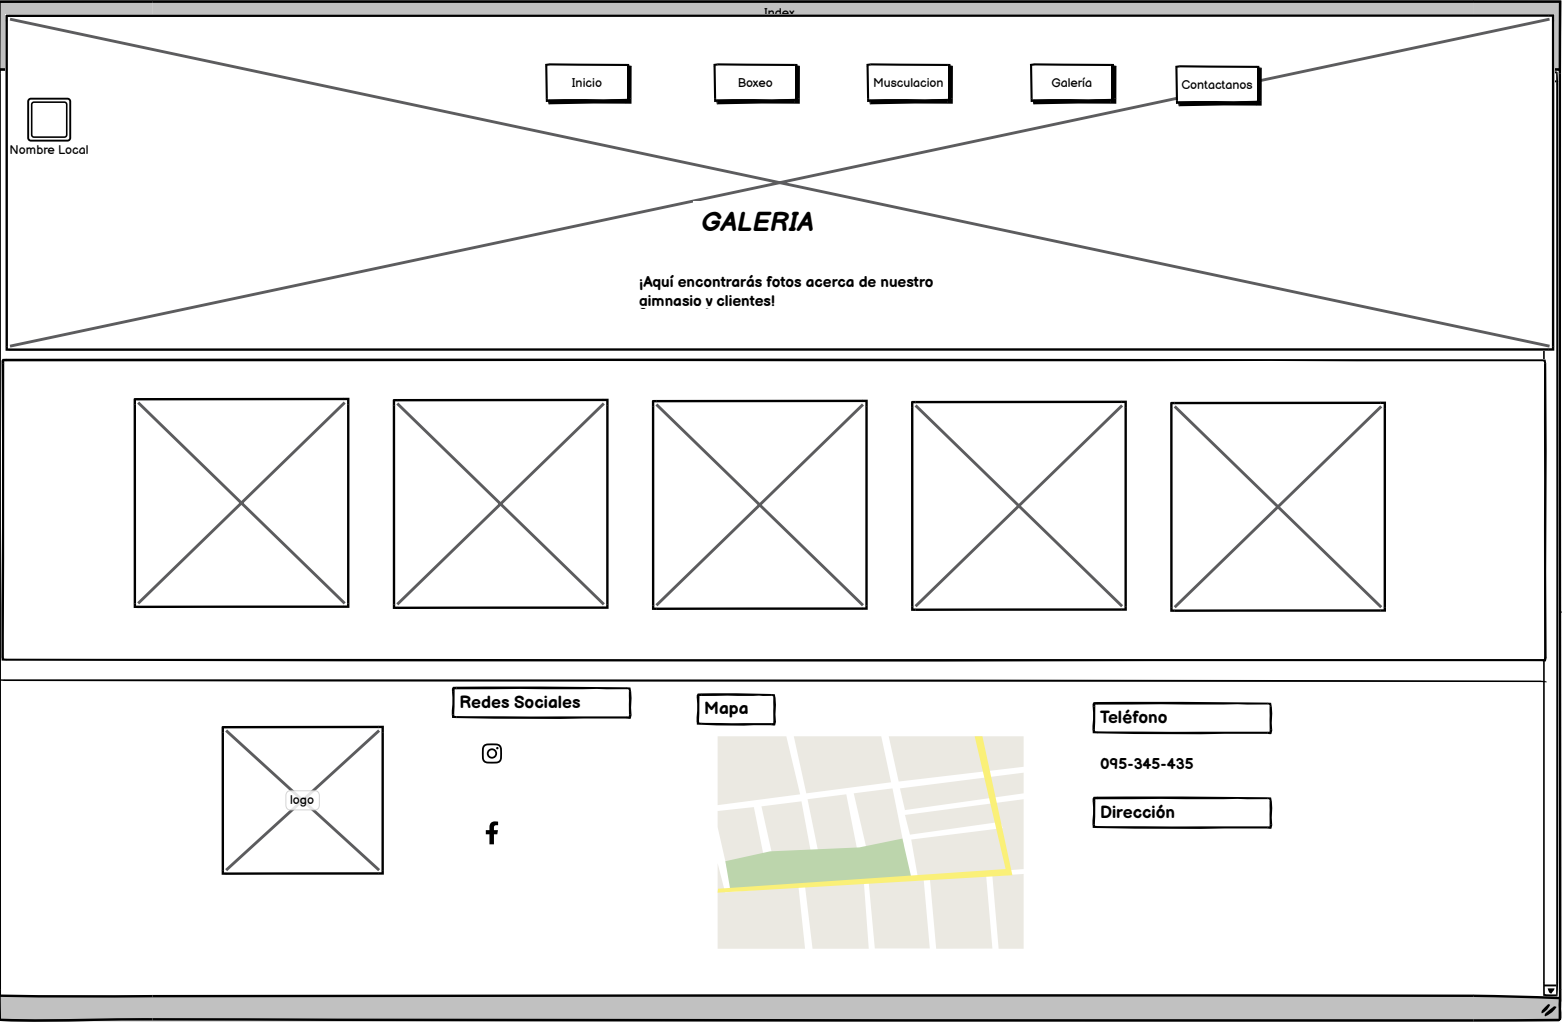 Index
Inicio
Boxeo
Musculacion
Galería
Contactanos
Nombre Local
GALERIA
¡Aquí encontrarás fotos acerca de nuestro
gimnasio y clientes!
Redes Sociales
Mapa
Teléfono
095-345-435
Dirección
logo